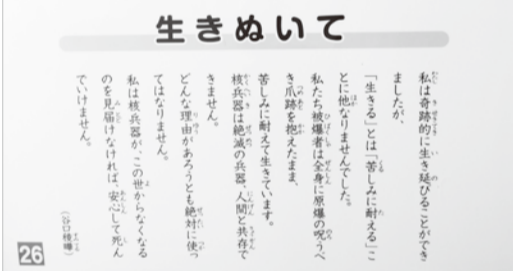 生きぬいて
私は奇跡的に生き延びることができ
ましたが、
「生きる」とは「苦しみに耐える」こ
とに他なりませんでした。
私たち被爆者は全身に原爆の呪うべ
き爪跡を抱えたまま、
苦しみに耐えて生きています。
核兵器は絶滅の兵器、人間と共存で
きません。
どんな理由があろうとも絶対に使っ
てはなりません。
私は核兵器が、この世からなくなる
のを見届けなければ、安心して死ん
でいけません。
(谷口稜曄)
26